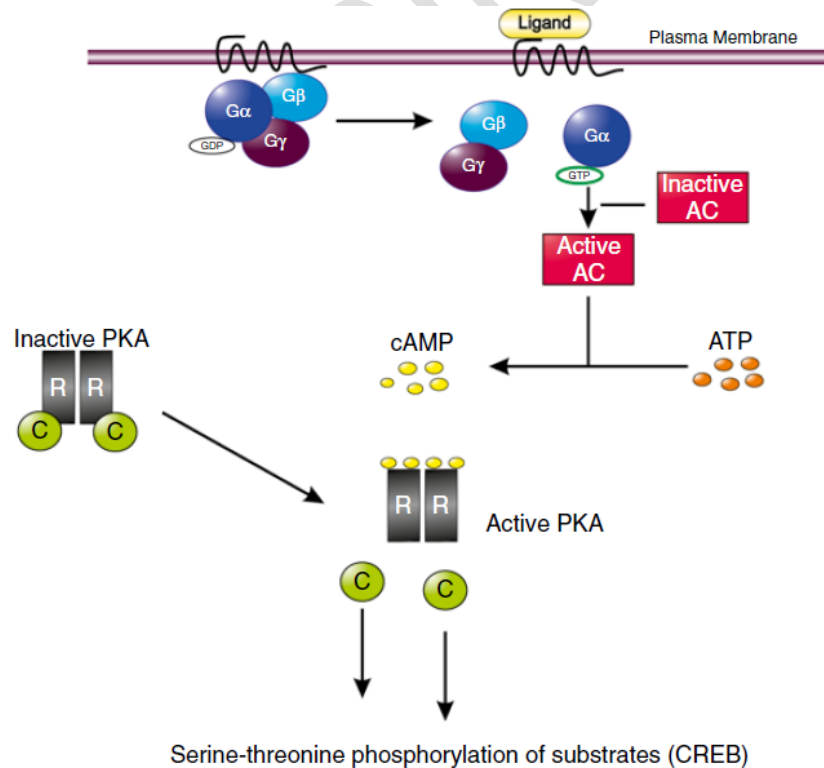 Ligand
Plasma Membrane
Gβ
Gα
Gγ
GDP
Gβ
Gγ
Gα
GTP
Inactive
AC
Active
AC
Inactive PKA
R R
C C
cAMP
ATP
R R
Active PKA
C
C
Serine-threonine phosphorylation of substrates (CREB)